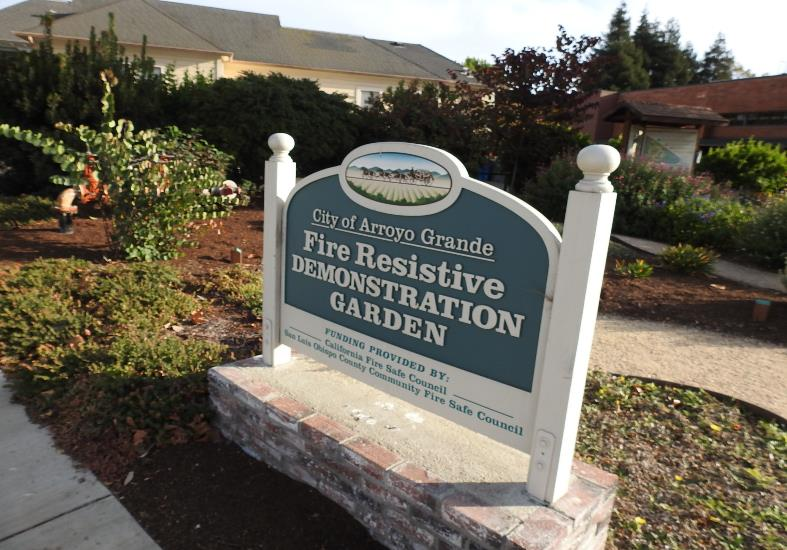 City of Arroyo Grande
Fire Resistive
DEMONSTRATION
GARDEN
FUNDING PROVIDED BY:
California Fire Safe Council
San Luis Obispo County Community Fire Safe Council